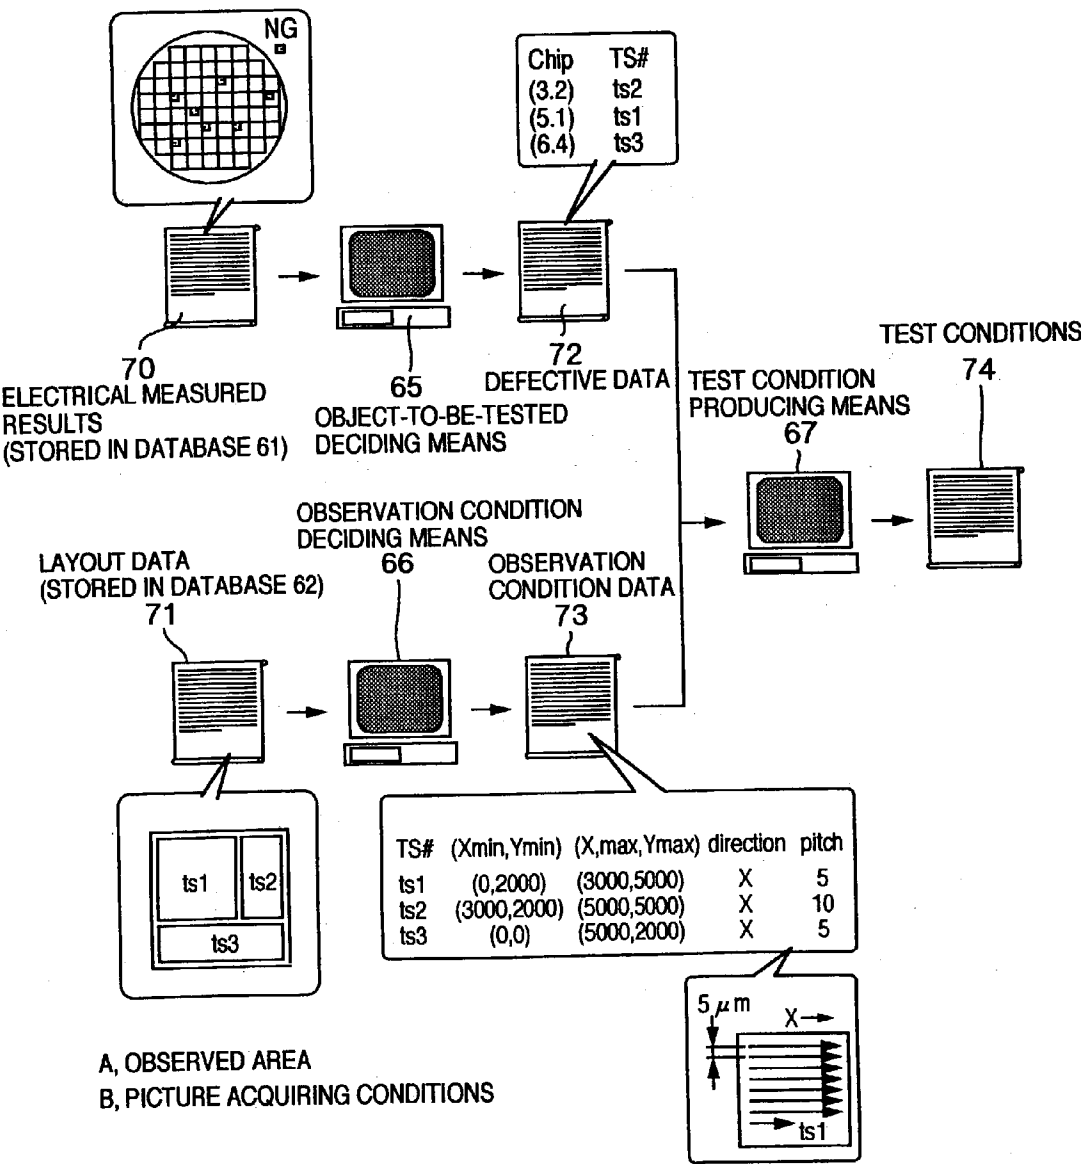 NG
Chip TS#
(3.2) ts2
(5.1) ts1
(6.4) ts3
70
ELECTRICAL MEASURED
RESULTS
(STORED IN DATABASE 61)
65
OBJECT-TO-BE-TESTED
DECIDING MEANS
72
DEFECTIVE DATA
TEST CONDITION
PRODUCING MEANS
67
TEST CONDITIONS
74
LAYOUT DATA
(STORED IN DATABASE 62)
71
OBSERVATION CONDITION
DECIDING MEANS
66
OBSERVATION
CONDITION DATA
73
ts1 ts2
ts3
TS# (Xmin,Ymin) (X,max,Ymax) direction pitch
ts1 (0,2000) (3000,5000) X 5
ts2 (3000,2000) (5000,5000) X 10
ts3 (0,0) (5000,2000) X 5
5 μm
X
ts1
A, OBSERVED AREA
B, PICTURE ACQUIRING CONDITIONS